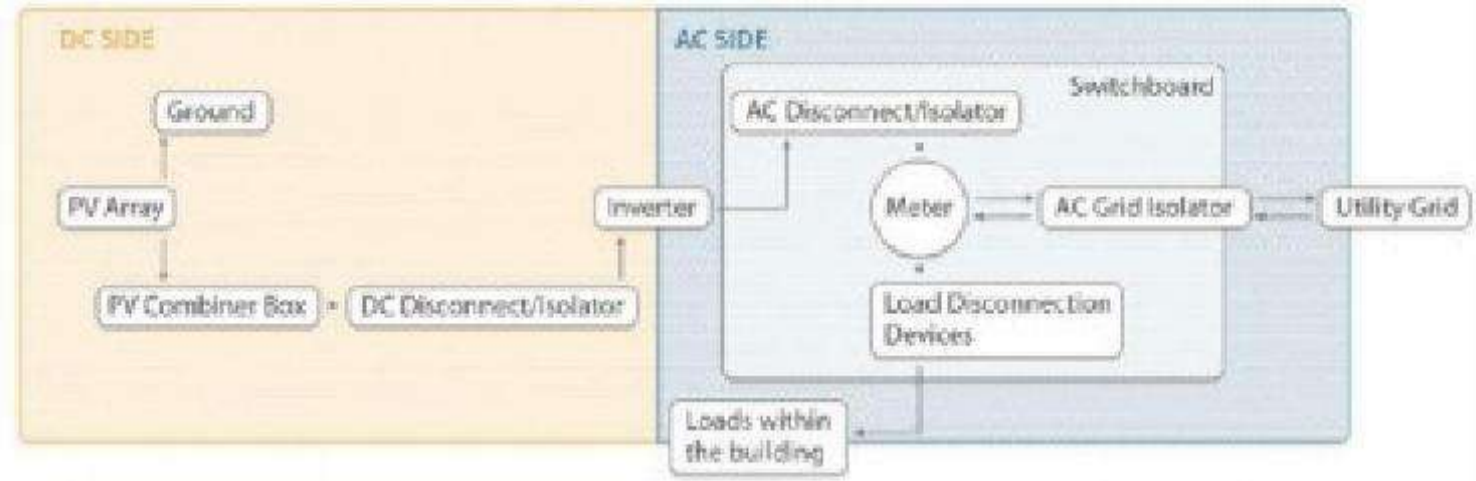 DC SIDE
AC SIDE
Switchboard
Ground
AC Disconnect/Isolator
PV Array
Inverter
Meter
AC Grid Isolator
Utility Grid
PV Combiner Box
DC Disconnect/Isolator
Load Disconnection
Devices
Loads within
the building